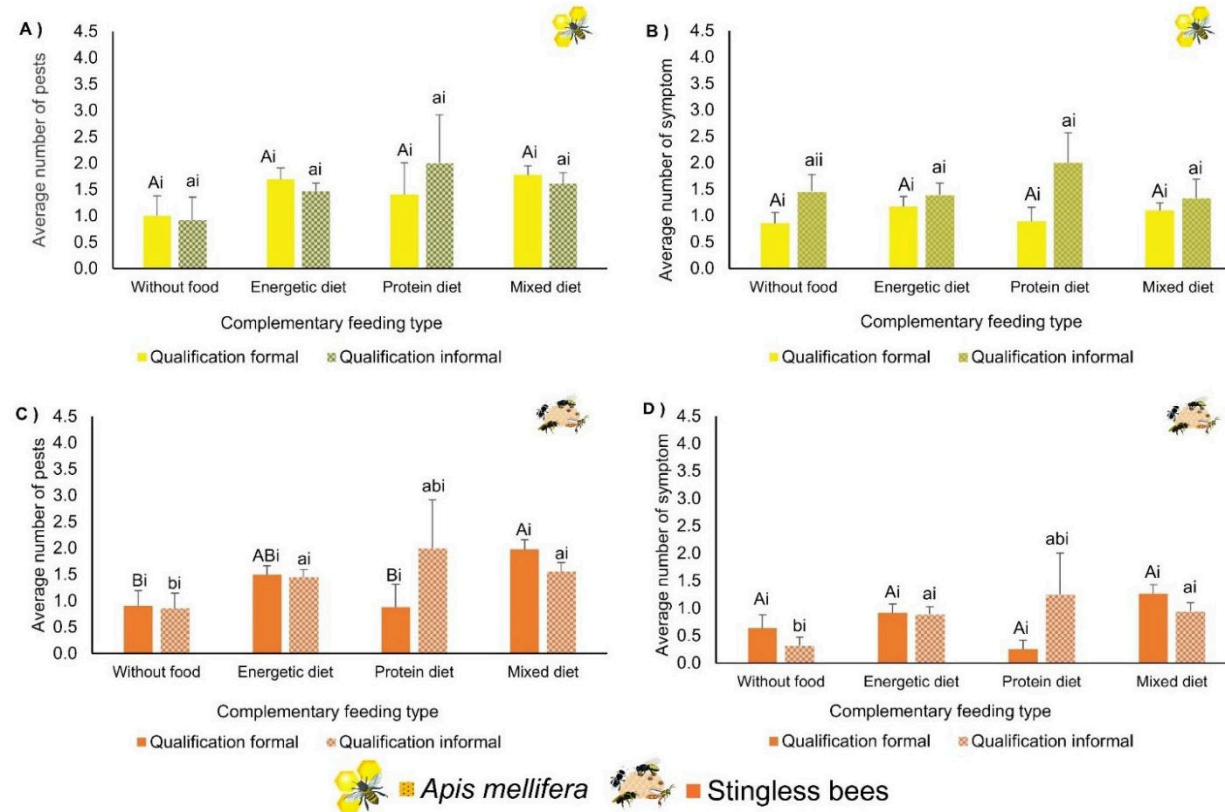 A )
Average number of pests
4.5
4.0
3.5
3.0
2.5
2.0
1.5
1.0
0.5
0.0
Ai ai Ai ai Ai ai Ai ai
Without food Energetic diet Protein diet Mixed diet
Complementary feeding type
Qualification formal Qualification informal
B )
Average number of symptom
4.5
4.0
3.5
3.0
2.5
2.0
1.5
1.0
0.5
0.0
Ai aii Ai ai Ai ai Ai ai
Without food Energetic diet Protein diet Mixed diet
Complementary feeding type
Qualification formal Qualification informal
C )
Average number of pests
4.5
4.0
3.5
3.0
2.5
2.0
1.5
1.0
0.5
0.0
Bi bi ABi ai Bi abi Ai ai
Without food Energetic diet Protein diet Mixed diet
Complementary feeding type
Qualification formal Qualification informal
D )
Average number of symptom
4.5
4.0
3.5
3.0
2.5
2.0
1.5
1.0
0.5
0.0
Ai bi Ai ai Ai abi Ai ai
Without food Energetic diet Protein diet Mixed diet
Complementary feeding type
Qualification formal Qualification informal
Apis mellifera Stingless bees